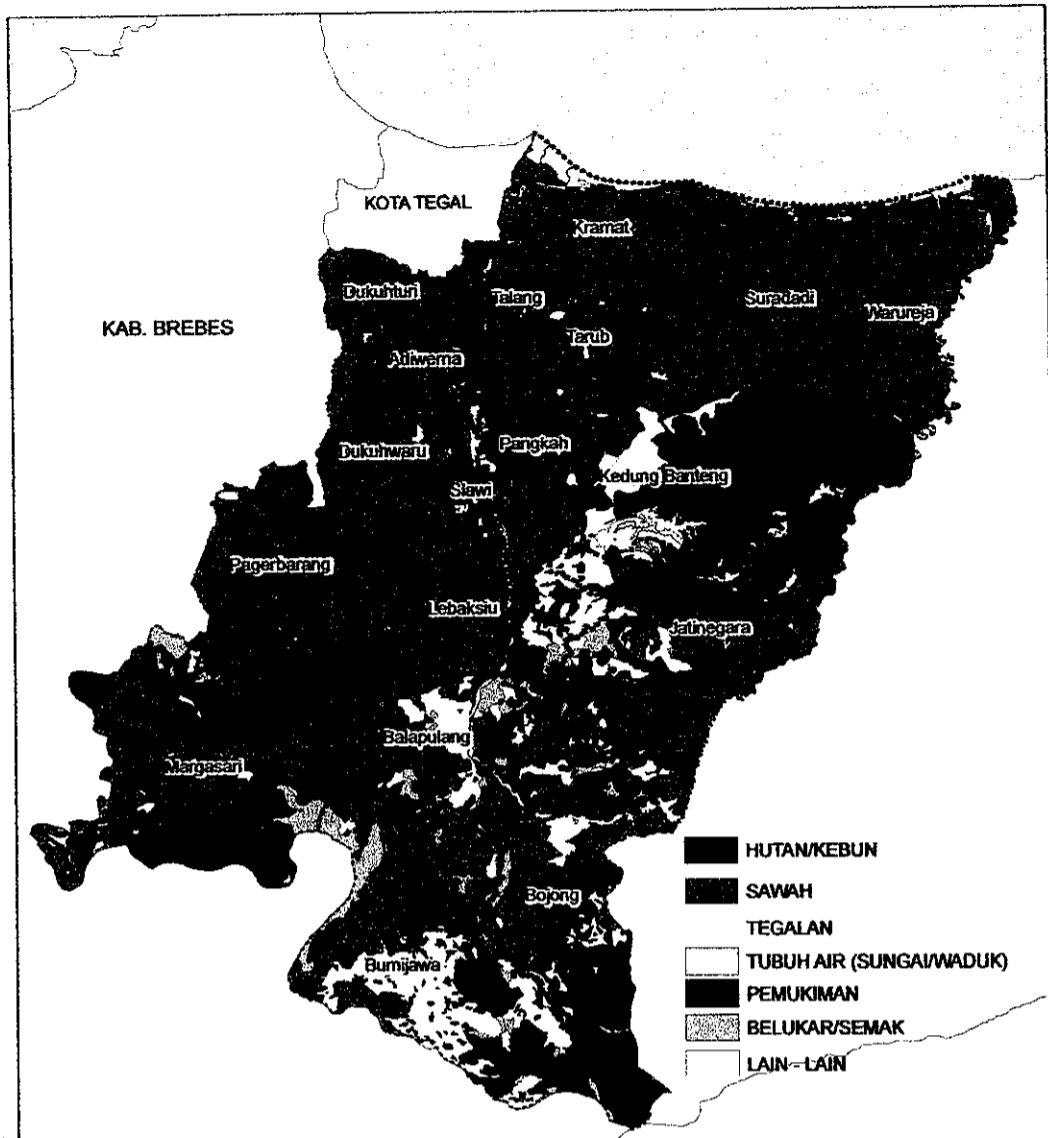 KOTA TEGAL
Kramat
Dukuhturi
Talang
Suradadi
Warureja
KAB. BREBES
Tarub
Adiwerna
Pangkah
Dukuhwaru
Kedung Banteng
Slawi
Pagerbarang
Lebaksiu
Jatinegara
Balapulang
Margasari
Bojong
Bumijawa
HUTAN/KEBUN
SAWAH
TEGALAN
TUBUH AIR (SUNGAI/WADUK)
PEMUKIMAN
BELUKAR/SEMAK
LAIN - LAIN